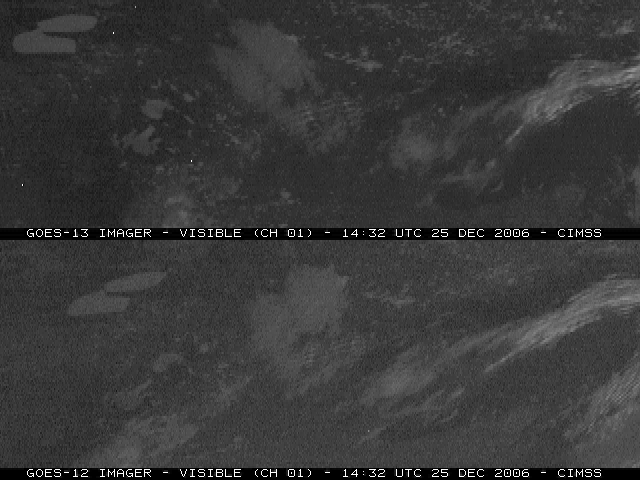 GOES-13 IMAGER - VISIBLE (CH 01) - 14:32 UTC 25 DEC 2006 - CIMSS
GOES-12 IMAGER - VISIBLE (CH 01) - 14:32 UTC 25 DEC 2006 - CIMSS